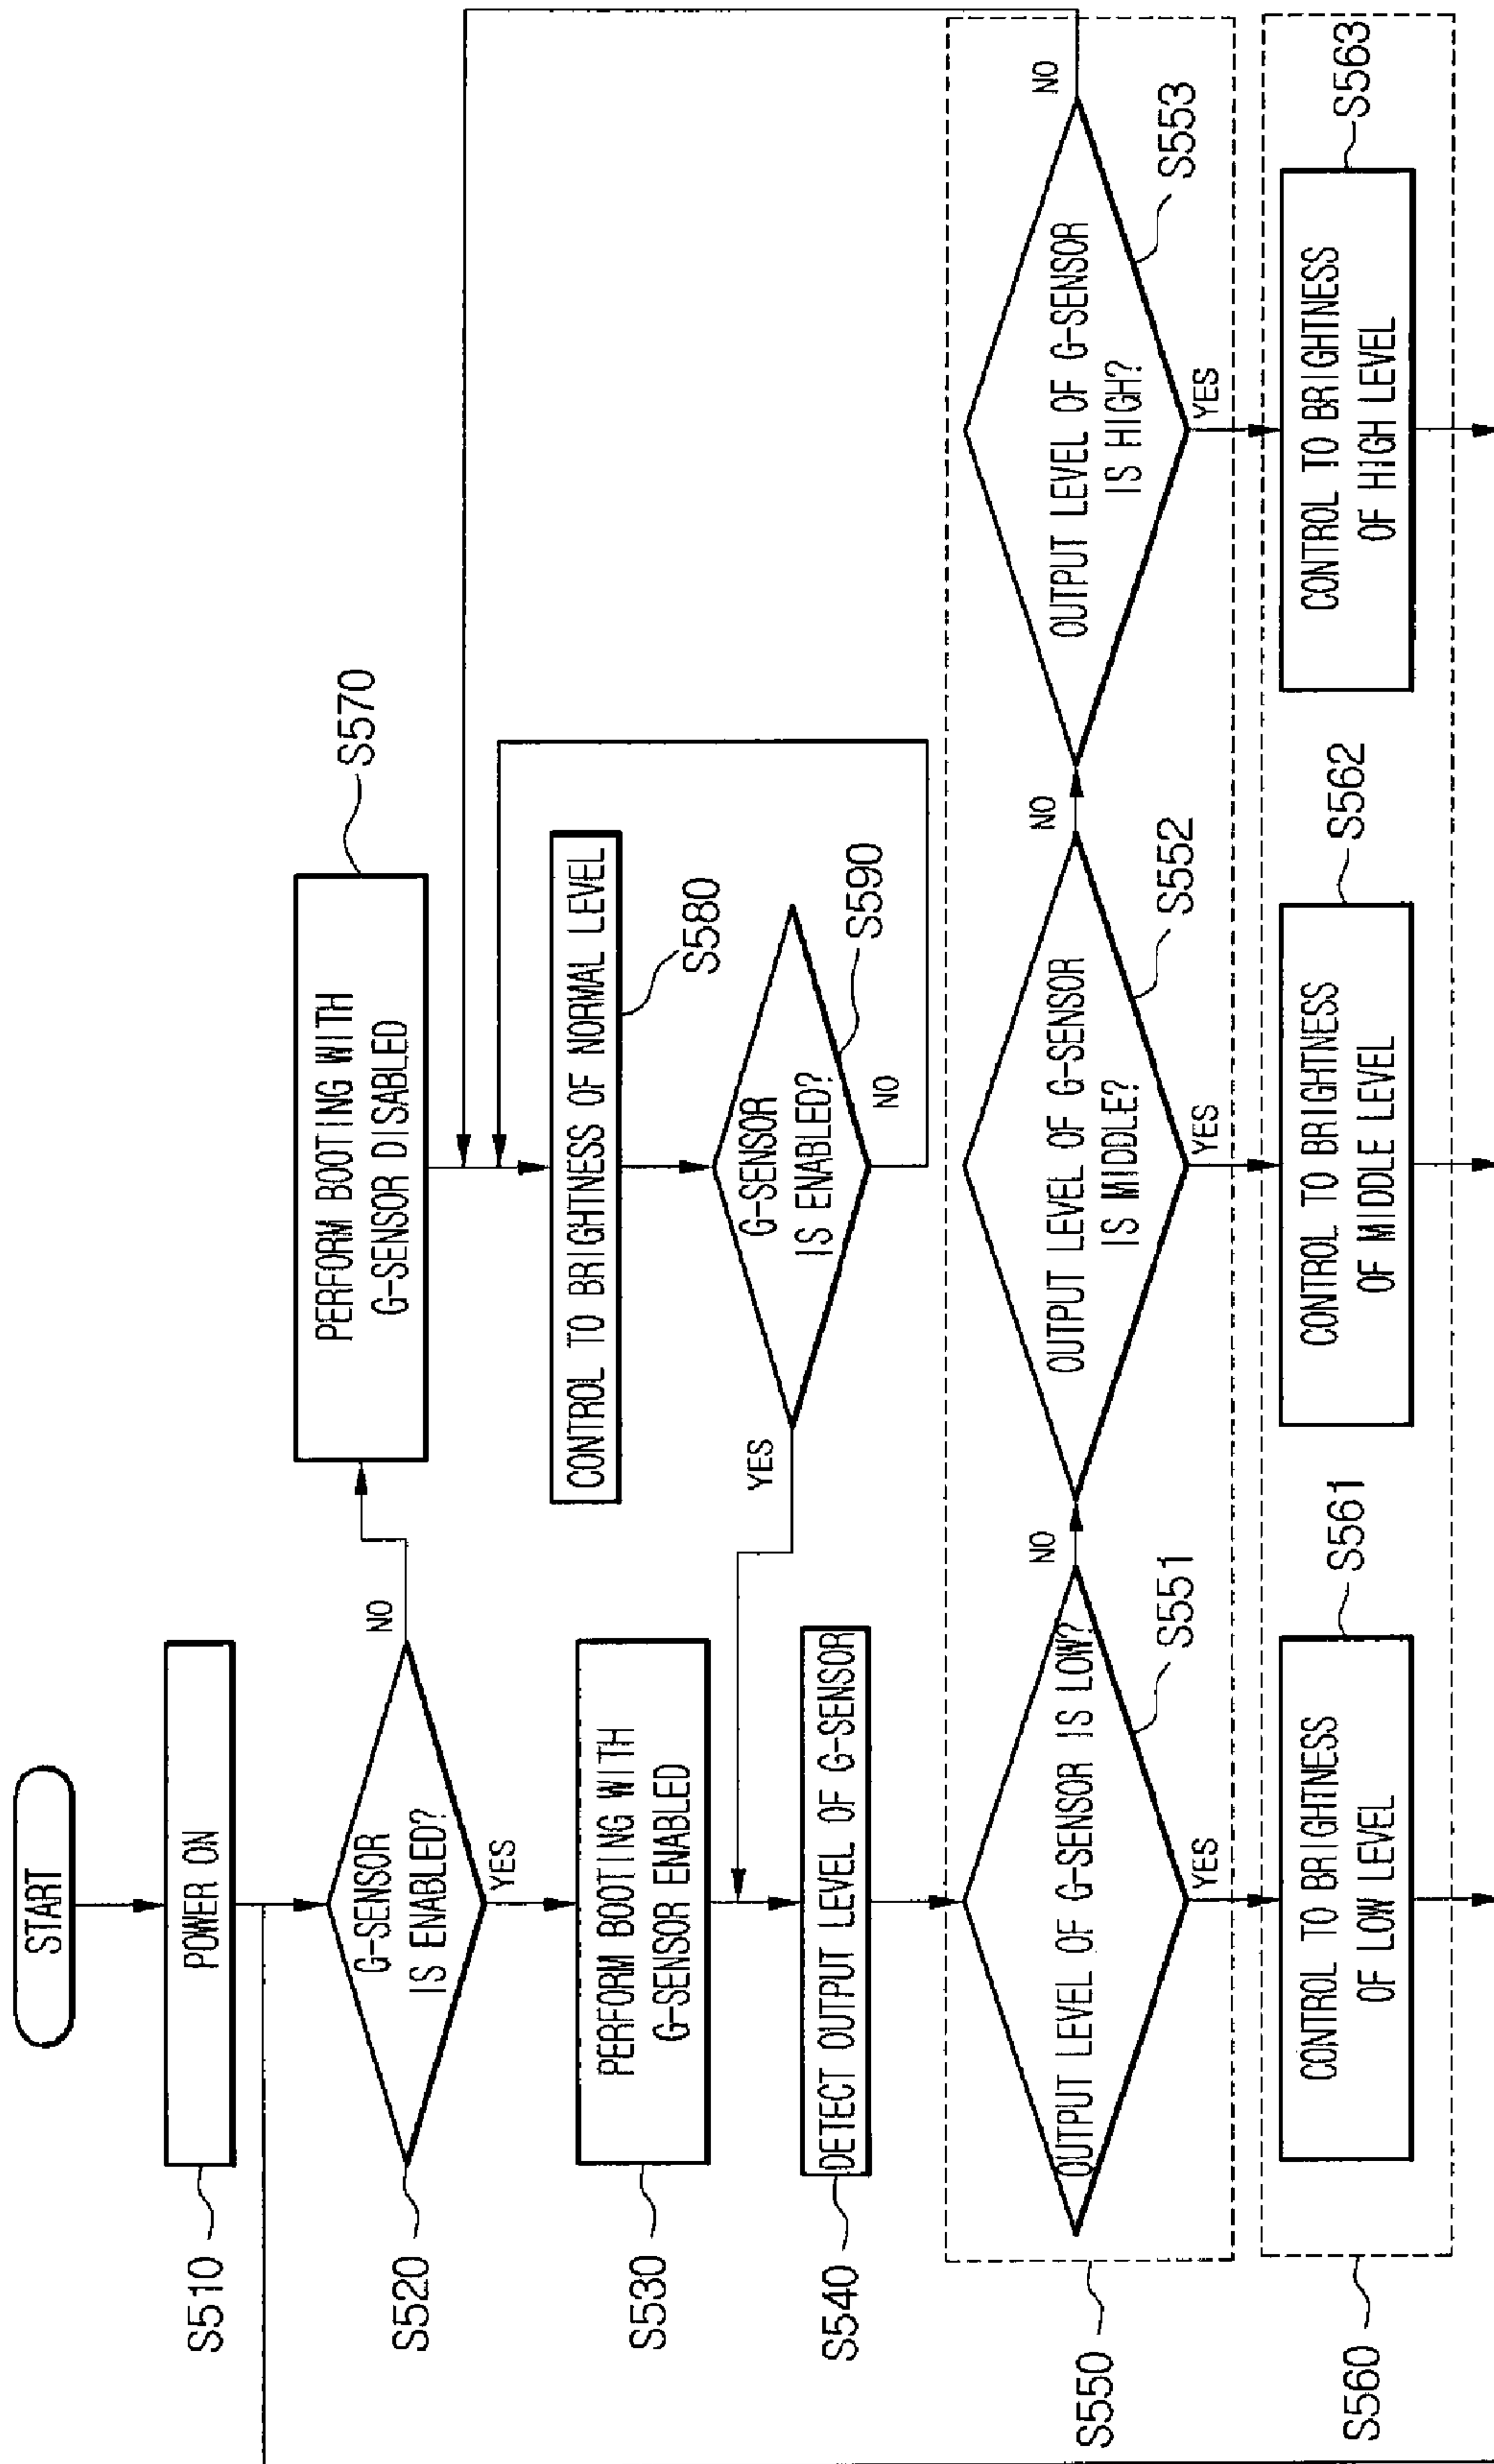 START
S510
POWER ON
S520
G-SENSOR
IS ENABLED?
NO
YES
S570
PERFORM BOOTING WITH
G-SENSOR DISABLED
S530
PERFORM BOOTING WITH
G-SENSOR ENABLED
CONTROL TO BRIGHTNESS OF NORMAL LEVEL
S580
G-SENSOR
IS ENABLED?
S590
YES
NO
S540
DETECT OUTPUT LEVEL OF G-SENSOR
S550
OUTPUT LEVEL OF G-SENSOR IS LOW?
S551
NO
YES
OUTPUT LEVEL OF G-SENSOR
IS MIDDLE?
S552
NO
YES
OUTPUT LEVEL OF G-SENSOR
IS HIGH?
S553
NO
YES
S560
CONTROL TO BRIGHTNESS
OF LOW LEVEL
S561
CONTROL TO BRIGHTNESS
OF MIDDLE LEVEL
S562
CONTROL TO BRIGHTNESS
OF HIGH LEVEL
S563